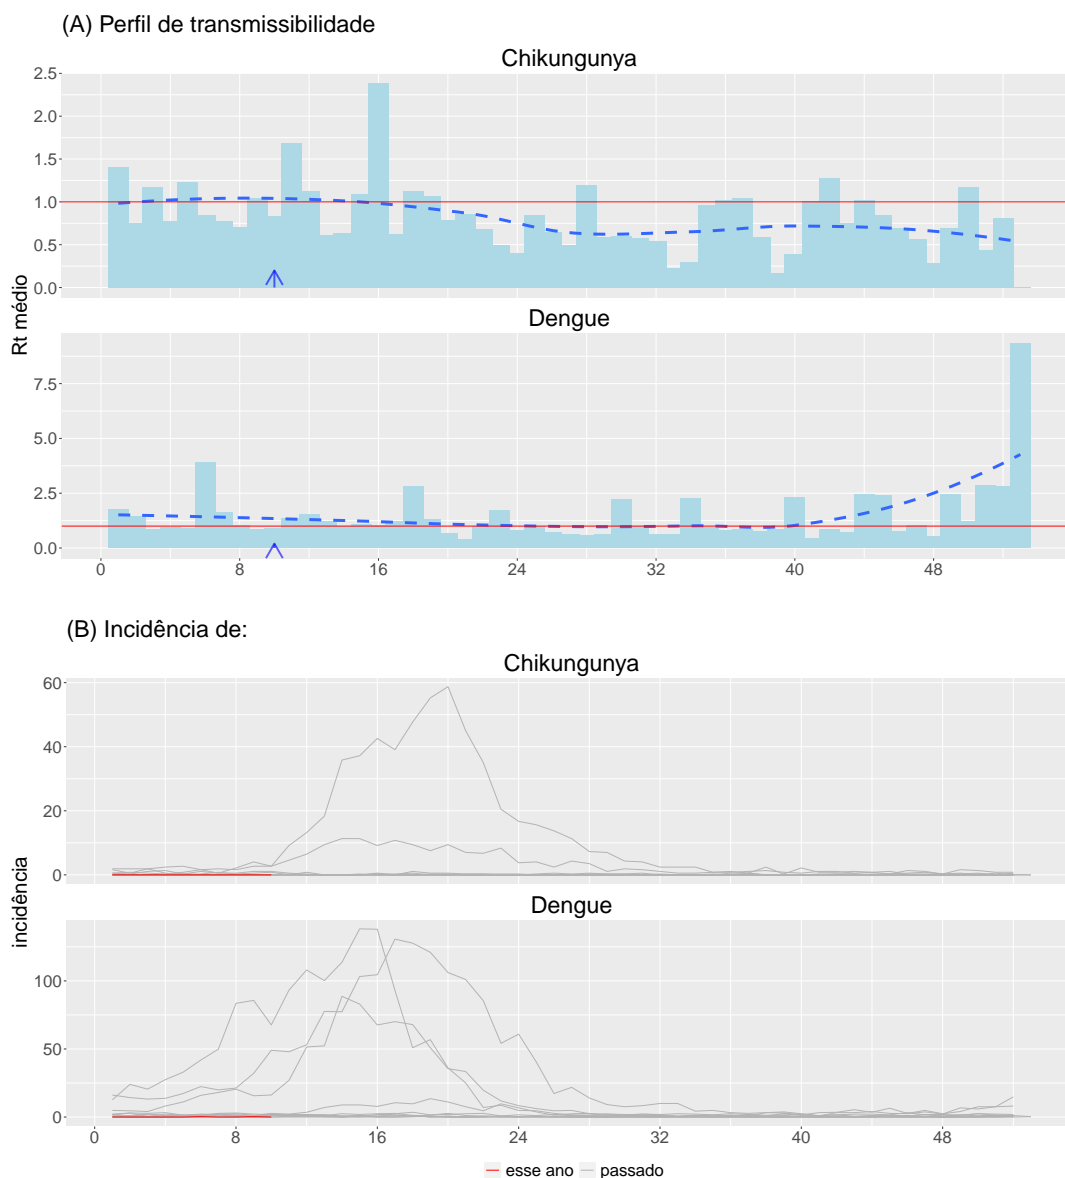 (A) Perfil de transmissibilidade
Chikungunya
2.5
2.0
1.5
1.0
0.5
0.0
Rt médio
Dengue
7.5
5.0
2.5
0.0
0 8 16 24 32 40 48
(B) Incidência de:
Chikungunya
60
40
20
0
incidência
Dengue
100
50
0
0 8 16 24 32 40 48
esse ano passado